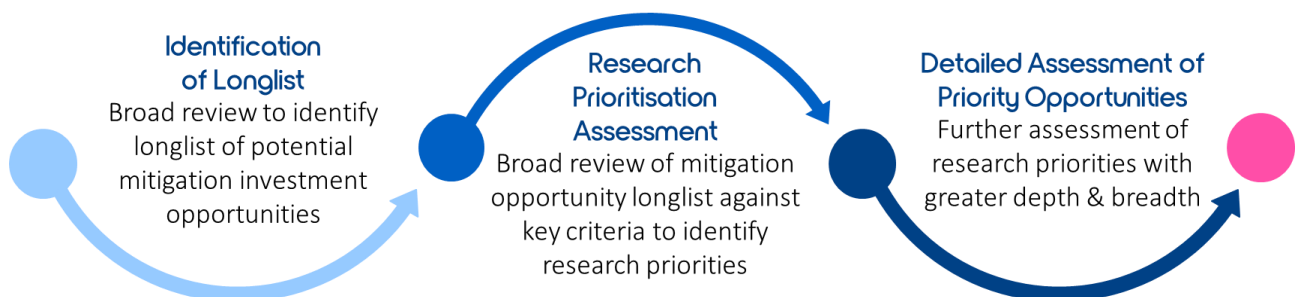 Identification
of Longlist
Broad review to identify
longlist of potential
mitigation investment
opportunities
Research
Prioritisation
Assessment
Broad review of mitigation
opportunity longlist against
key criteria to identify
research priorities
Detailed Assessment of
Priority Opportunities
Further assessment of
research priorities with
greater depth & breadth